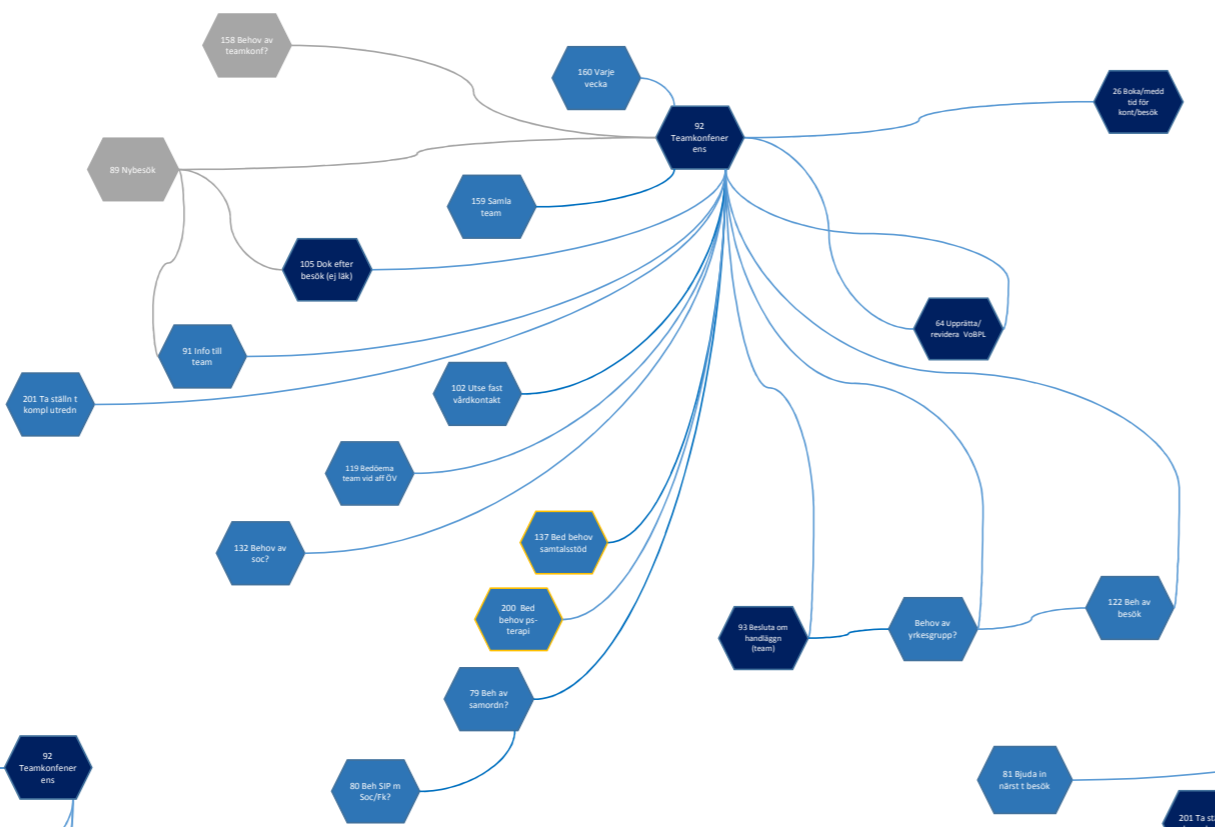 158 Behov av
teamkonf?
160 Varje
vecka
26 Boka/medd
tid för
kont/besök
92
Teamkonfener
ens
89 Nybesök
159 Samla
team
105 Dok efter
besök (ej läk)
64 Upprätta/
revidera VoBPL
91 Info till
team
201 Ta ställn t
kompl utredn
102 Utse fast
vårdkontakt
119 Bedöema
team vid aff ÖV
132 Behov av
soc?
137 Bed behov
samtalsstöd
200 Bed
behov ps-
terapi
93 Besluta om
handläggn
(team)
Behov av
yrkesgrupp?
122 Beh av
besök
79 Beh av
samordn?
92
Teamkonfener
ens
80 Beh SIP m
Soc/Fk?
81 Bjuda in
närst t besök
201 Ta stä